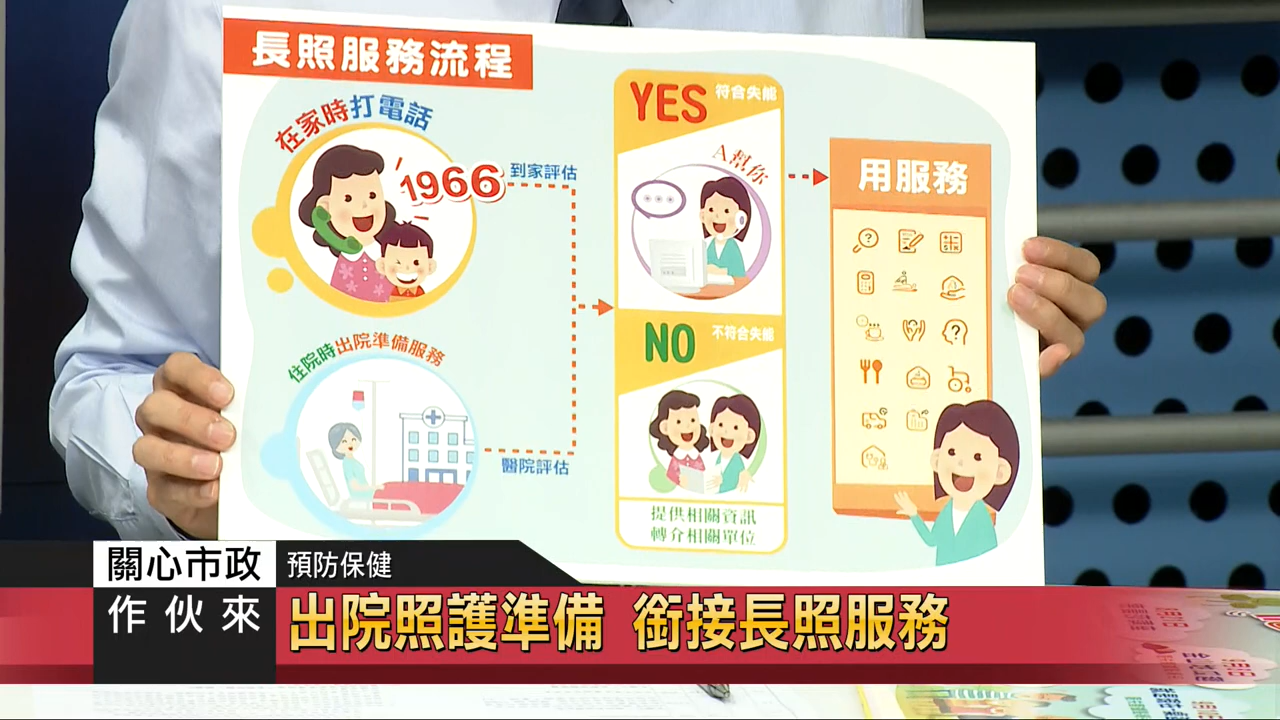 長照服務流程
在家時打電話
1966
到家評估
住院時出院準備服務
醫院評估
YES 符合失能
A幫你
NO 不符合失能
提供相關資訊
轉介相關單位
用服務
關心市政
作伙來
預防保健
出院照護準備 銜接長照服務